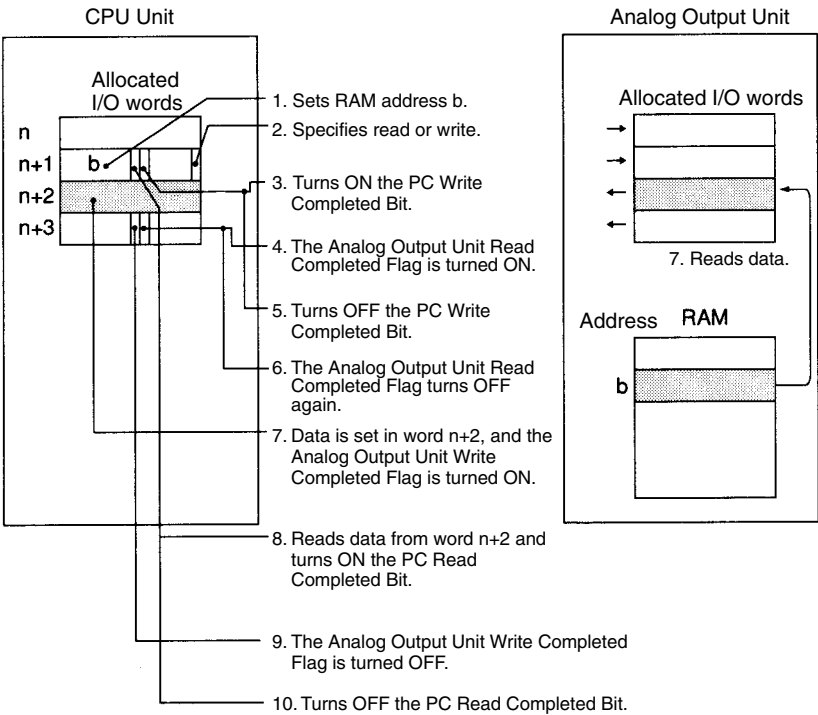 CPU Unit
Allocated
I/O words
n
n+1
b
n+2
n+3
1. Sets RAM address b.
2. Specifies read or write.
3. Turns ON the PC Write
Completed Bit.
4. The Analog Output Unit Read
Completed Flag is turned ON.
5. Turns OFF the PC Write
Completed Bit.
6. The Analog Output Unit Read
Completed Flag turns OFF
again.
7. Data is set in word n+2, and the
Analog Output Unit Write
Completed Flag is turned ON.
8. Reads data from word n+2 and
turns ON the PC Read
Completed Bit.
9. The Analog Output Unit Write Completed
Flag is turned OFF.
10. Turns OFF the PC Read Completed Bit.
Analog Output Unit
Allocated I/O words
7. Reads data.
Address RAM
b